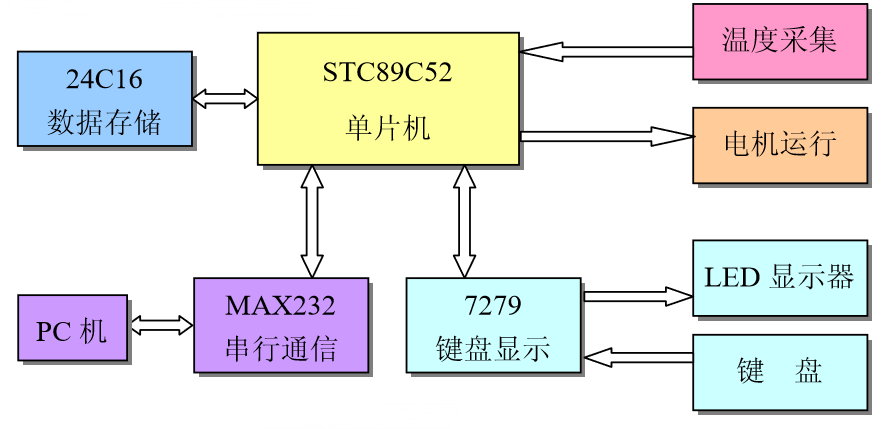 24C16
数据存储
STC89C52
单片机
温度采集
电机运行
PC 机
MAX232
串行通信
7279
键盘显示
LED 显示器
键 盘